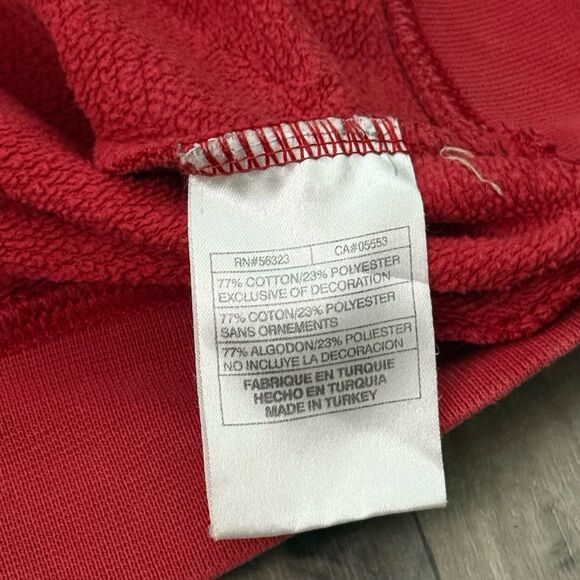 RN#56323 CA#05553
77% COTTON/23% POLYESTER
EXCLUSIVE OF DECORATION
77% COTON/23% POLYESTER
SANS ORNEMENTS
77% ALGODON/23% POLIESTER
NO INCLUYE LA DECORACION
FABRIQUE EN TURQUIE
HECHO EN TURQUIA
MADE IN TURKEY